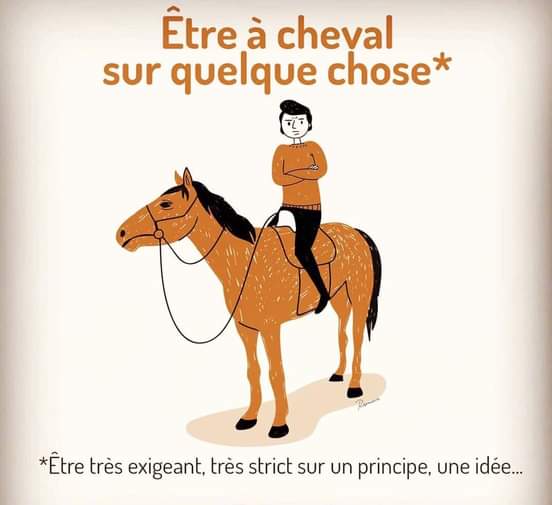 Être à cheval
sur quelque chose*
*Être très exigeant, très strict sur un principe, une idée...